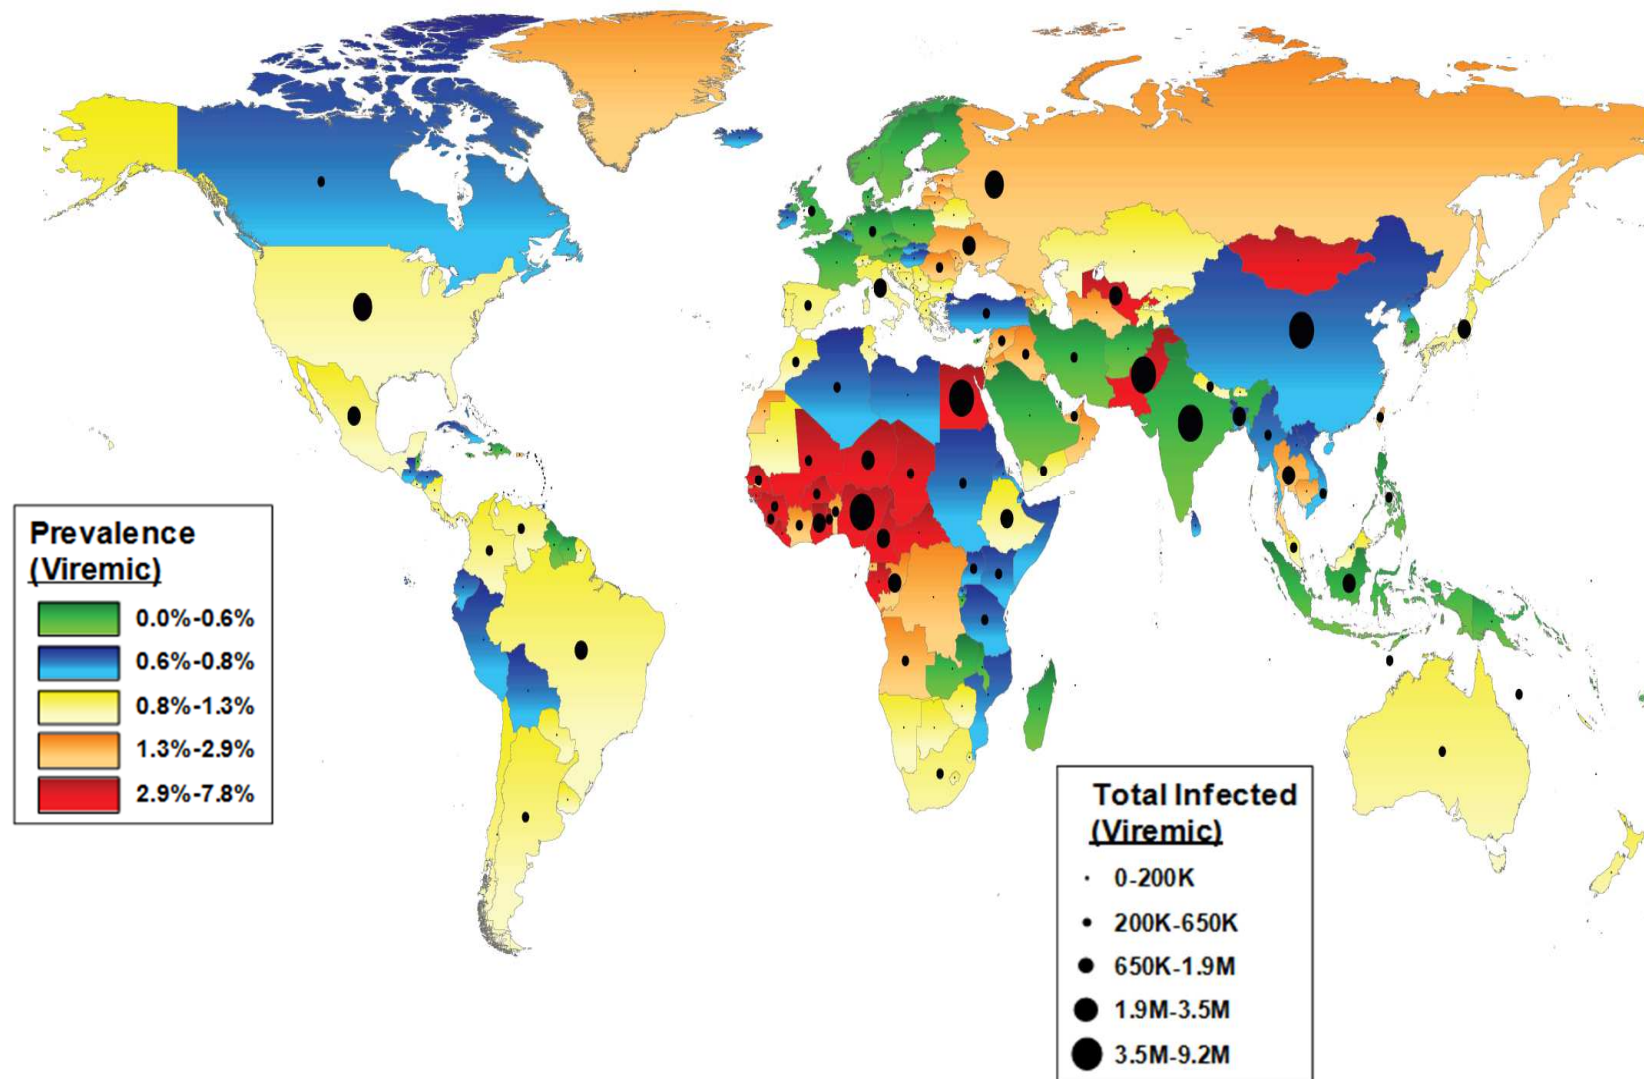 Prevalence
(Viremic)
0.0%-0.6%
0.6%-0.8%
0.8%-1.3%
1.3%-2.9%
2.9%-7.8%
Total Infected
(Viremic)
0-200K
200K-650K
650K-1.9M
1.9M-3.5M
3.5M-9.2M